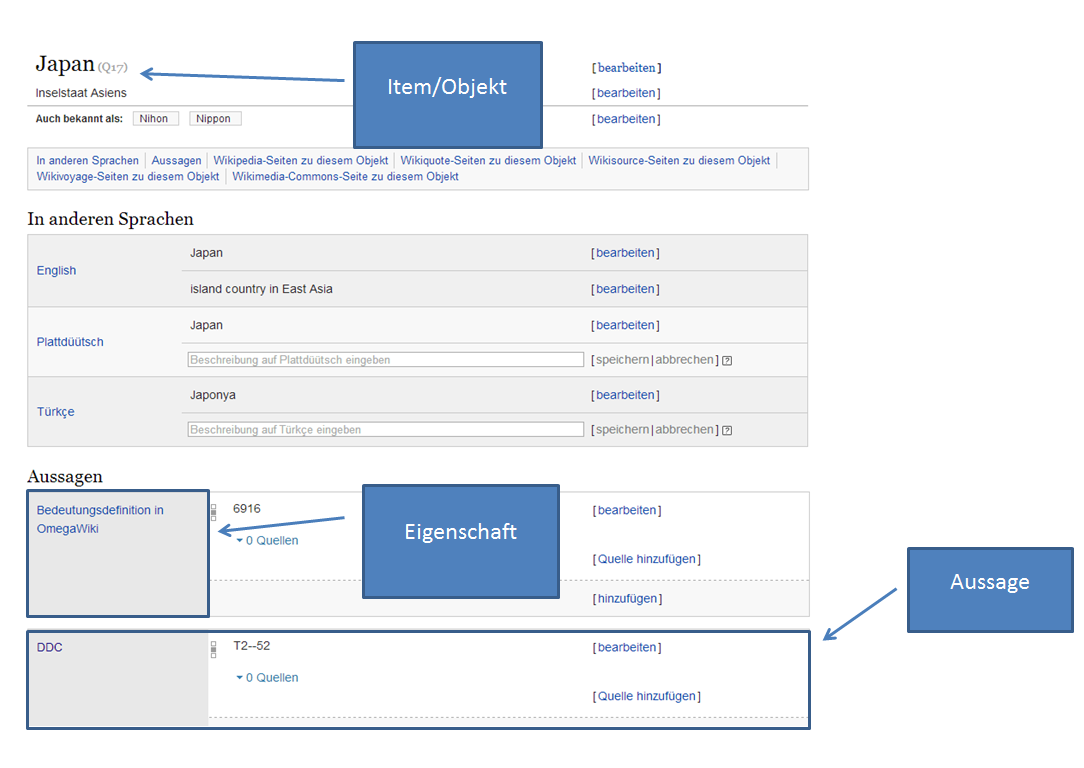 Japan (Q17)
Item/Objekt
[bearbeiten]
Inselstaat Asiens
[bearbeiten]
Auch bekannt als: Nihon Nippon
[bearbeiten]
In anderen Sprachen Aussagen Wikipedia-Seiten zu diesem Objekt Wikiquote-Seiten zu diesem Objekt Wikisource-Seiten zu diesem Objekt
Wikivoyage-Seiten zu diesem Objekt Wikimedia-Commons-Seite zu diesem Objekt
In anderen Sprachen
English
Japan [bearbeiten]
island country in East Asia [bearbeiten]
Plattdüütsch
Japan [bearbeiten]
Beschreibung auf Plattdüütsch eingeben [speichern|abbrechen] [?]
Türkçe
Japonya [bearbeiten]
Beschreibung auf Türkçe eingeben [speichern|abbrechen] [?]
Aussagen
Bedeutungsdefinition in
OmegaWiki
6916 [bearbeiten]
0 Quellen
[Quelle hinzufügen]
[hinzufügen]
Eigenschaft
Aussage
DDC T2--52 [bearbeiten]
0 Quellen
[Quelle hinzufügen]